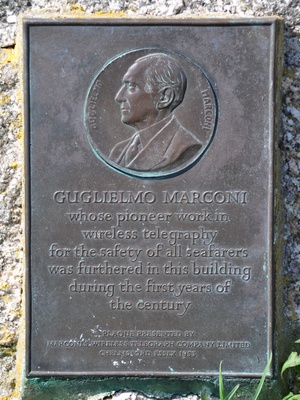 GUGLIELMO MARCONI
GUGLIELMO MARCONI
whose pioneer work in
wireless telegraphy
for the safety of all seafarers
was furthered in this building
during the first years of
the century
PLAQUE PRESENTED BY
MARCONI'S WIRELESS TELEGRAPH COMPANY LIMITED
CHELMSFORD ESSEX